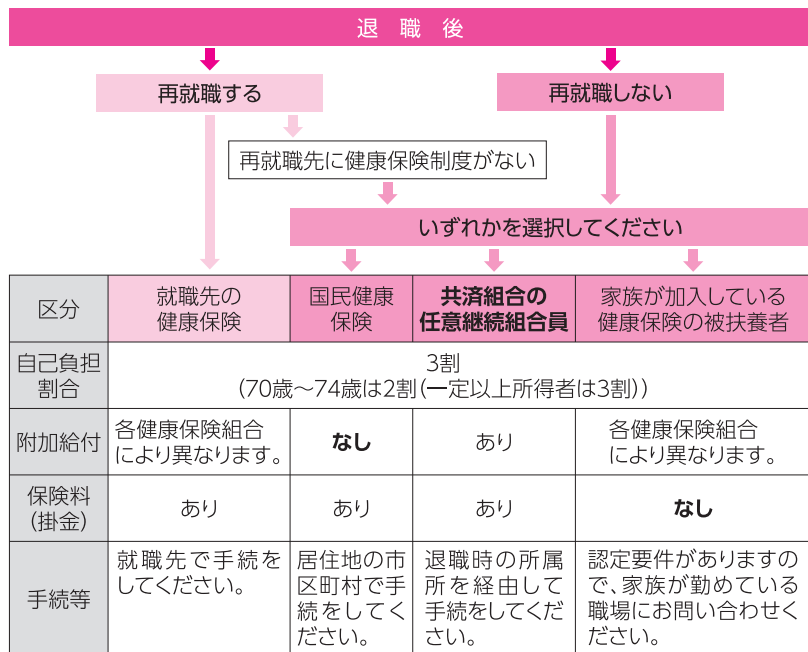 退職後
再就職する
再就職しない
再就職先に健康保険制度がない
いずれかを選択してください
区分
就職先の
健康保険
国民健康
保険
共済組合の
任意継続組合員
家族が加入している
健康保険の被扶養者
自己負担
割合
3割
(70歳〜74歳は2割(一定以上所得者は3割))
附加給付
各健康保険組合
により異なります。
なし
あり
各健康保険組合
により異なります。
保険料
(掛金)
あり
あり
あり
なし
手続等
就職先で手続を
してください。
居住地の市
区町村で手
続をしてく
ださい。
退職時の所属
所を経由して
手続をしてくだ
さい。
認定要件がありますの
で、家族が勤めている
職場にお問い合わせく
ださい。